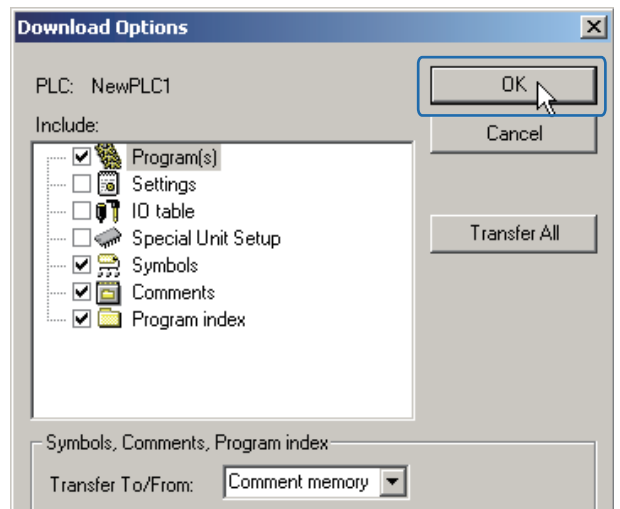 Download Options
PLC: NewPLC1
OK
Include:
Cancel
Program(s)
Settings
IO table
Special Unit Setup
Transfer All
Symbols
Comments
Program index
Symbols, Comments, Program index
Transfer To/From: Comment memory